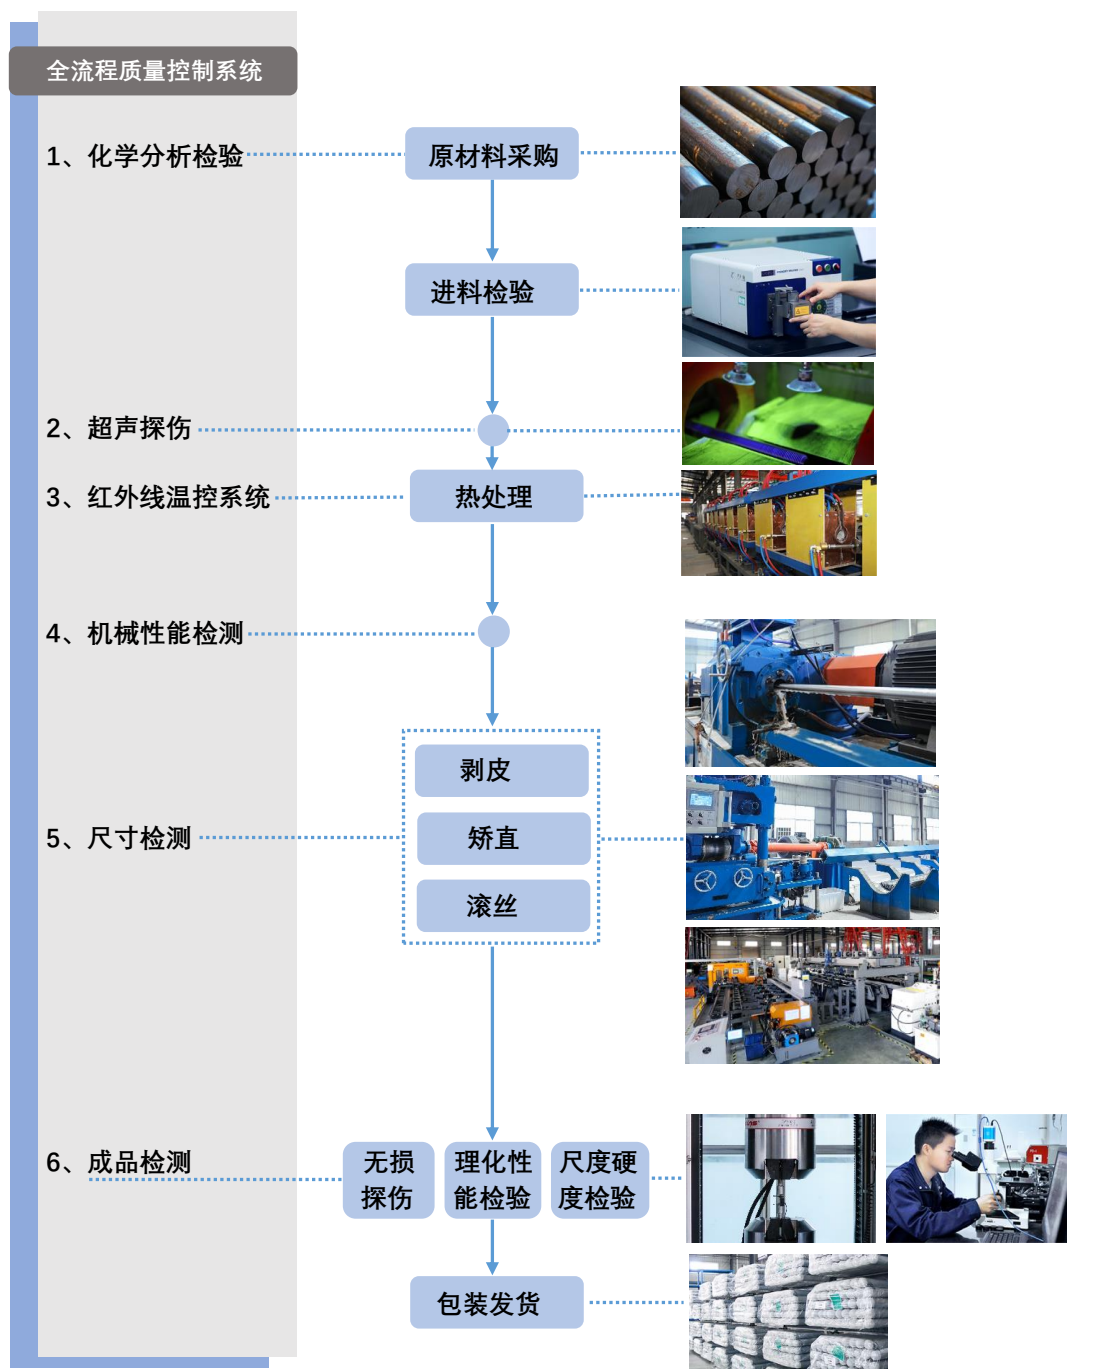 全流程质量控制系统
1、化学分析检验
原材料采购
进料检验
2、超声探伤
3、红外线温控系统
热处理
4、机械性能检测
剥皮
5、尺寸检测
矫直
滚丝
6、成品检测
无损
探伤
理化性
能检验
尺度硬
度检验
包装发货